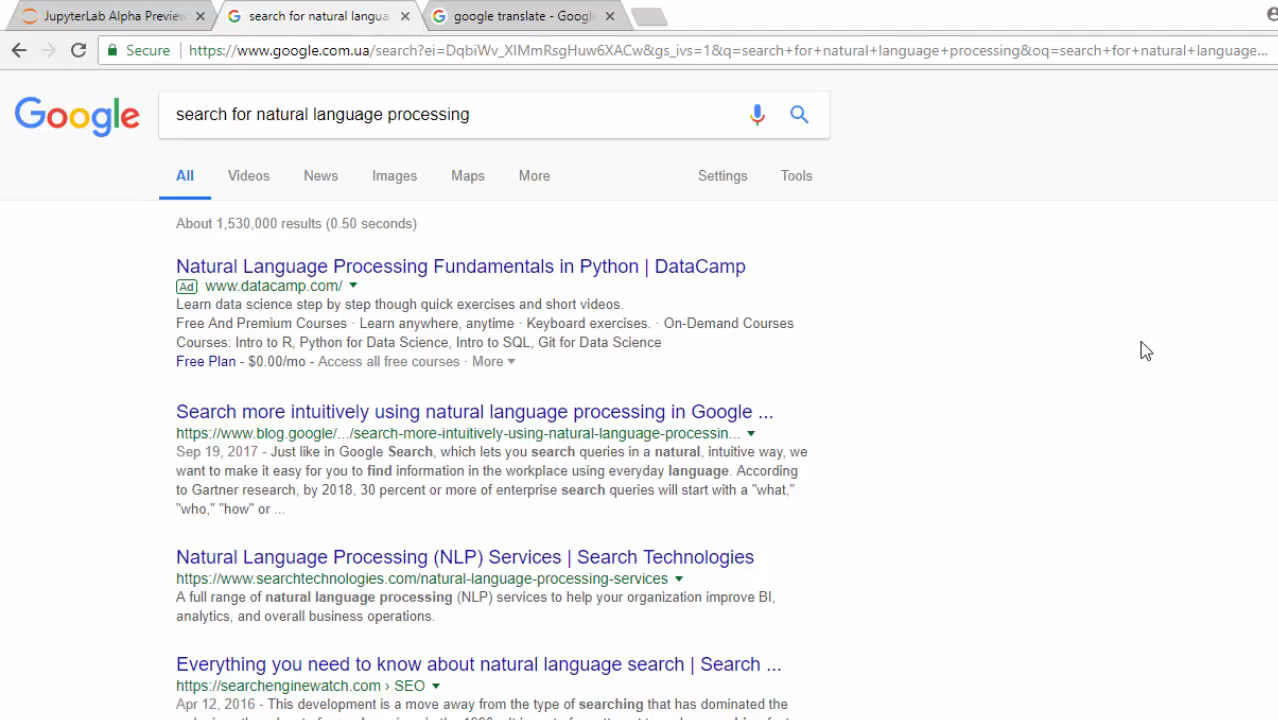 JupyterLab Alpha Preview
search for natural langua
google translate - Googl
Secure https://www.google.com.ua/search?ei=DqbiWv_XIMmRsgHuw6XACw&gs_ivs=1&q=search+for+natural+language+processing&oq=search+for+natural+language...
Google
search for natural language processing
All Videos News Images Maps More Settings Tools
About 1,530,000 results (0.50 seconds)
Natural Language Processing Fundamentals in Python | DataCamp
Ad www.datacamp.com/
Learn data science step by step though quick exercises and short videos.
Free And Premium Courses · Learn anywhere, anytime · Keyboard exercises. · On-Demand Courses
Courses: Intro to R, Python for Data Science, Intro to SQL, Git for Data Science
Free Plan - $0.00/mo - Access all free courses · More
Search more intuitively using natural language processing in Google ...
https://www.blog.google/.../search-more-intuitively-using-natural-language-processin...
Sep 19, 2017 - Just like in Google Search, which lets you search queries in a natural, intuitive way, we
want to make it easy for you to find information in the workplace using everyday language. According
to Gartner research, by 2018, 30 percent or more of enterprise search queries will start with a "what,"
"who," "how" or ...
Natural Language Processing (NLP) Services | Search Technologies
https://www.searchtechnologies.com/natural-language-processing-services
A full range of natural language processing (NLP) services to help your organization improve BI,
analytics, and overall business operations.
Everything you need to know about natural language search | Search ...
https://searchenginewatch.com › SEO
Apr 12, 2016 - This development is a move away from the type of searching that has dominated the